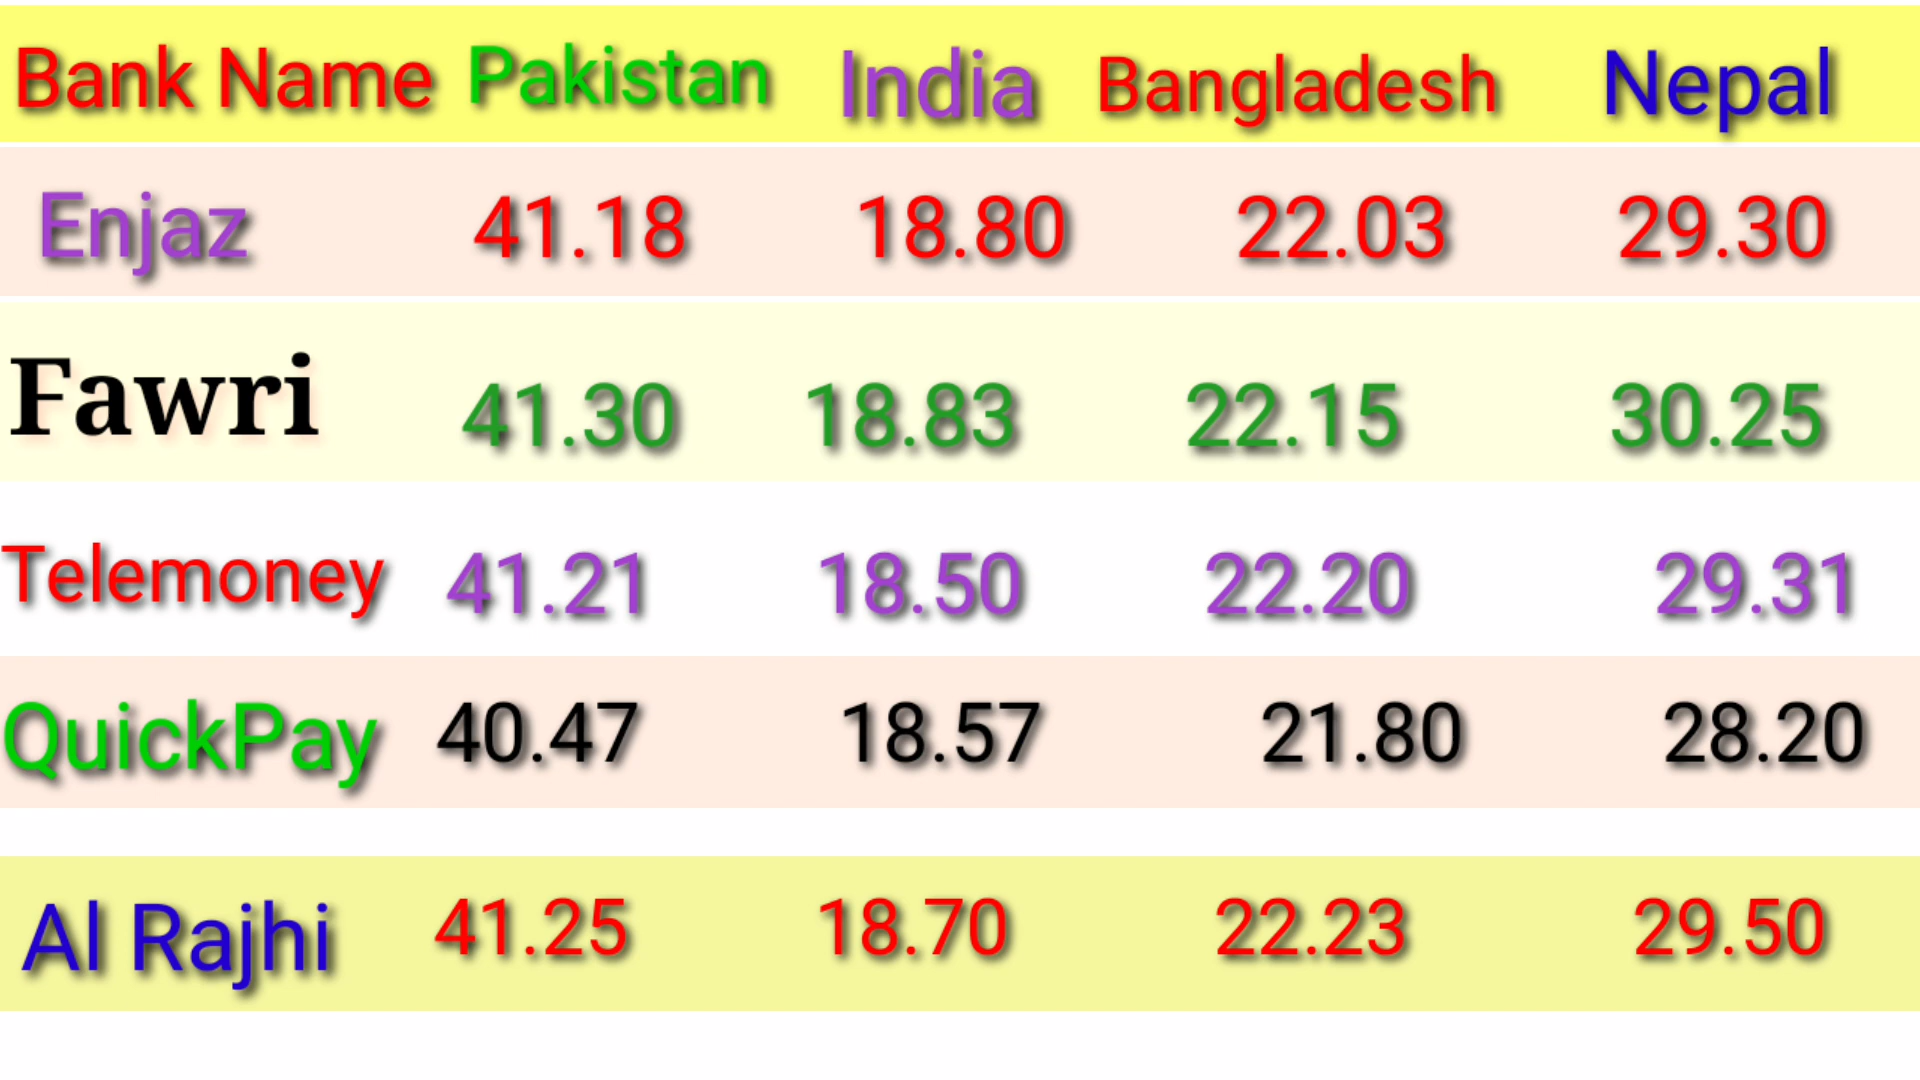 Bank Name Pakistan India Bangladesh Nepal
Enjaz 41.18 18.80 22.03 29.30
Fawri 41.30 18.83 22.15 30.25
Telemoney 41.21 18.50 22.20 29.31
QuickPay 40.47 18.57 21.80 28.20
Al Rajhi 41.25 18.70 22.23 29.50